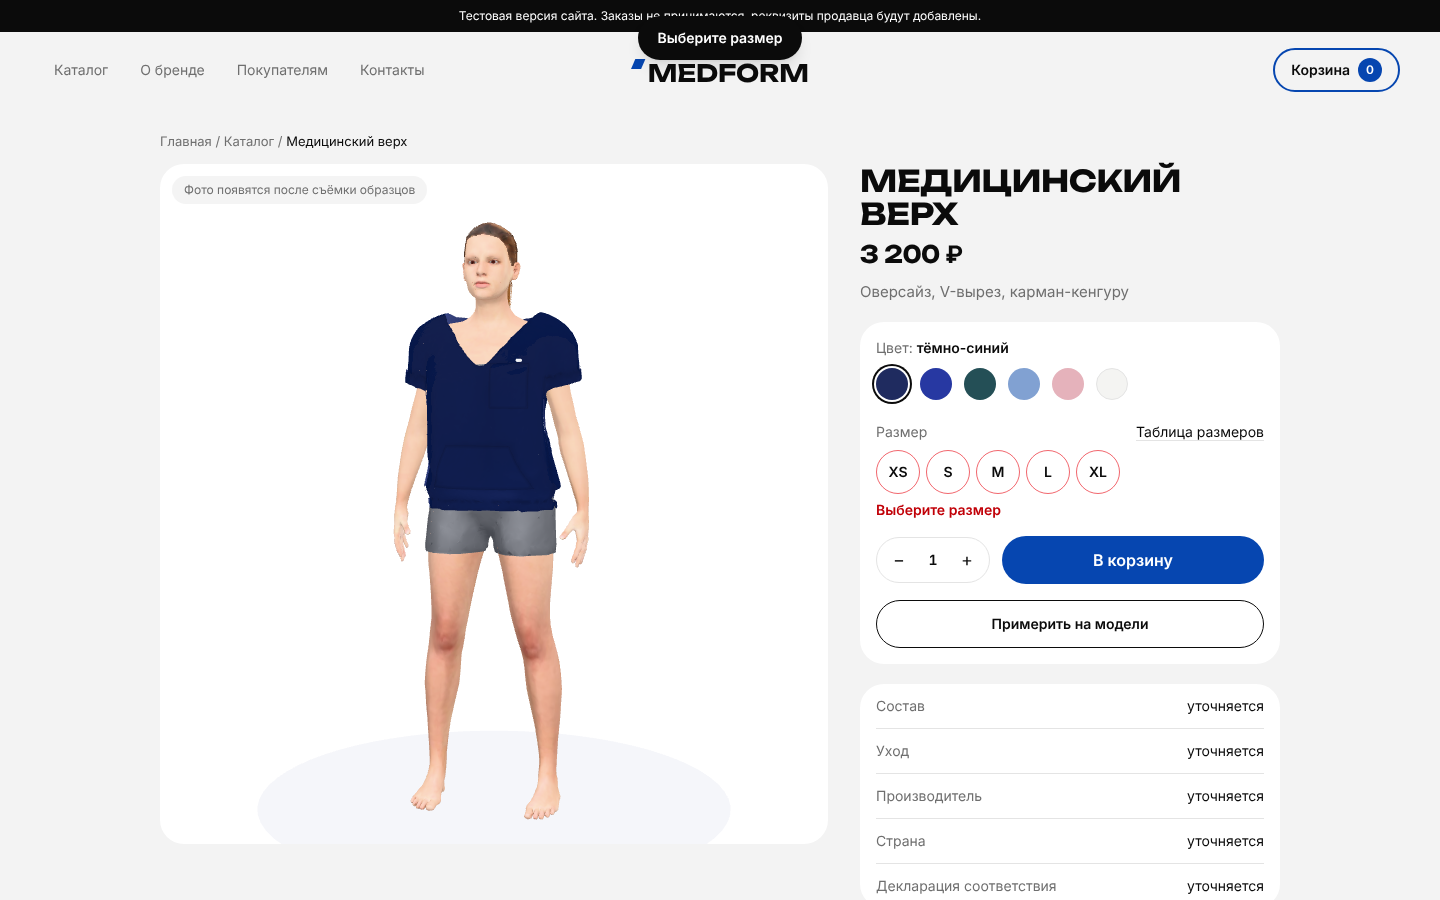 Тестовая версия сайта. Заказы не принимаются, реквизиты продавца будут добавлены.
Выберите размер
Каталог
О бренде
Покупателям
Контакты
MEDFORM
Корзина 0
Главная / Каталог / Медицинский верх
Фото появятся после съёмки образцов
МЕДИЦИНСКИЙ
ВЕРХ
3 200 ₽
Оверсайз, V-вырез, карман-кенгуру
Цвет: тёмно-синий
Размер
Таблица размеров
XS S M L XL
Выберите размер
− 1 +
В корзину
Примерить на модели
Состав уточняется
Уход уточняется
Производитель уточняется
Страна уточняется
Декларация соответствия уточняется